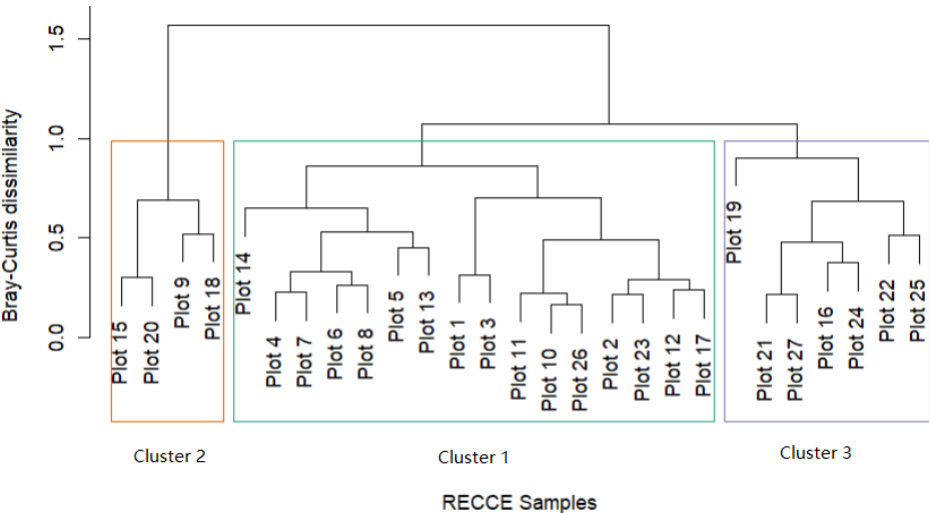 Bray-Curtis dissimilarity
1.5
1.0
0.5
0.0
Plot 15
Plot 20
Plot 9
Plot 18
Plot 14
Plot 4
Plot 7
Plot 6
Plot 8
Plot 5
Plot 13
Plot 1
Plot 3
Plot 11
Plot 10
Plot 26
Plot 2
Plot 23
Plot 12
Plot 17
Plot 19
Plot 21
Plot 27
Plot 16
Plot 24
Plot 22
Plot 25
Cluster 2
Cluster 1
Cluster 3
RECCE Samples